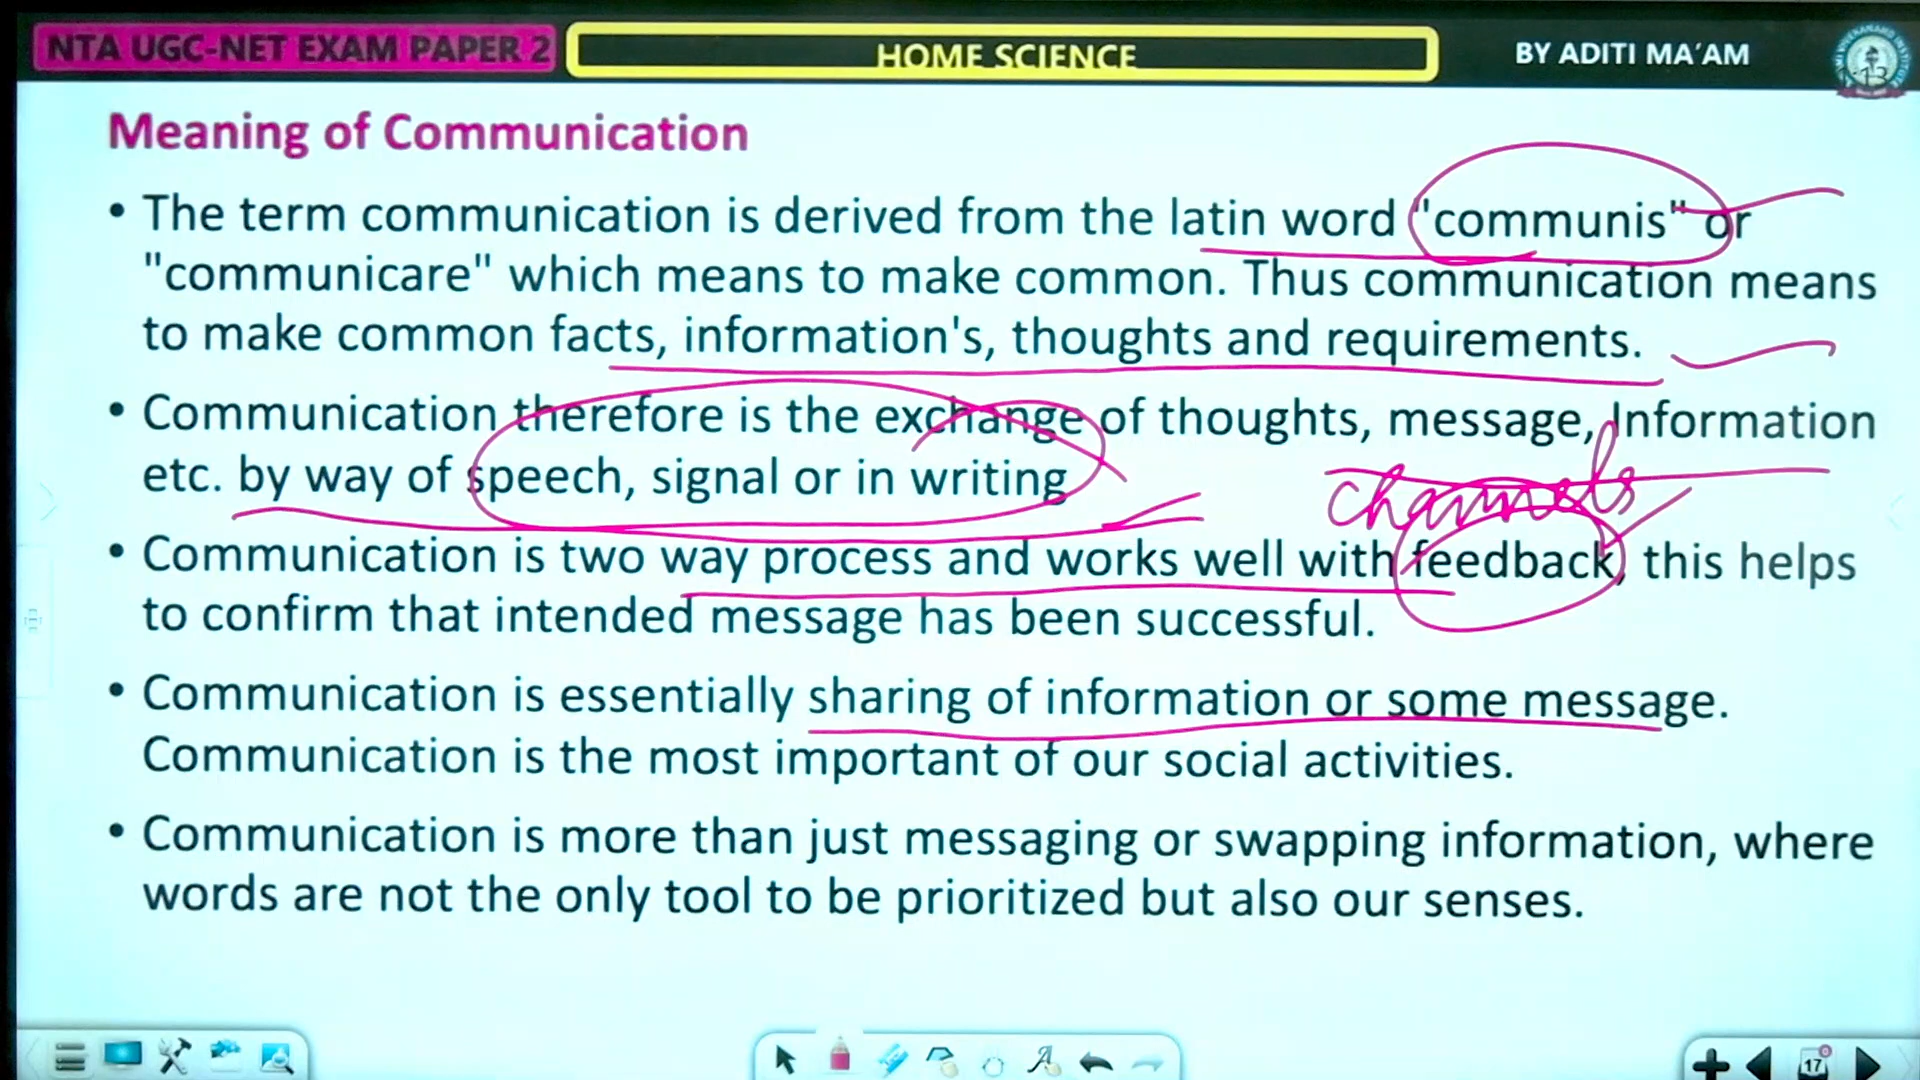 NTA UGC-NET EXAM PAPER 2
HOME SCIENCE
BY ADITI MA'AM
Meaning of Communication
• The term communication is derived from the latin word "communis" or
"communicare" which means to make common. Thus communication means
to make common facts, information's, thoughts and requirements.
• Communication therefore is the exchange of thoughts, message, Information
etc. by way of speech, signal or in writing
channels
• Communication is two way process and works well with feedback, this helps
to confirm that intended message has been successful.
• Communication is essentially sharing of information or some message.
Communication is the most important of our social activities.
• Communication is more than just messaging or swapping information, where
words are not the only tool to be prioritized but also our senses.
17